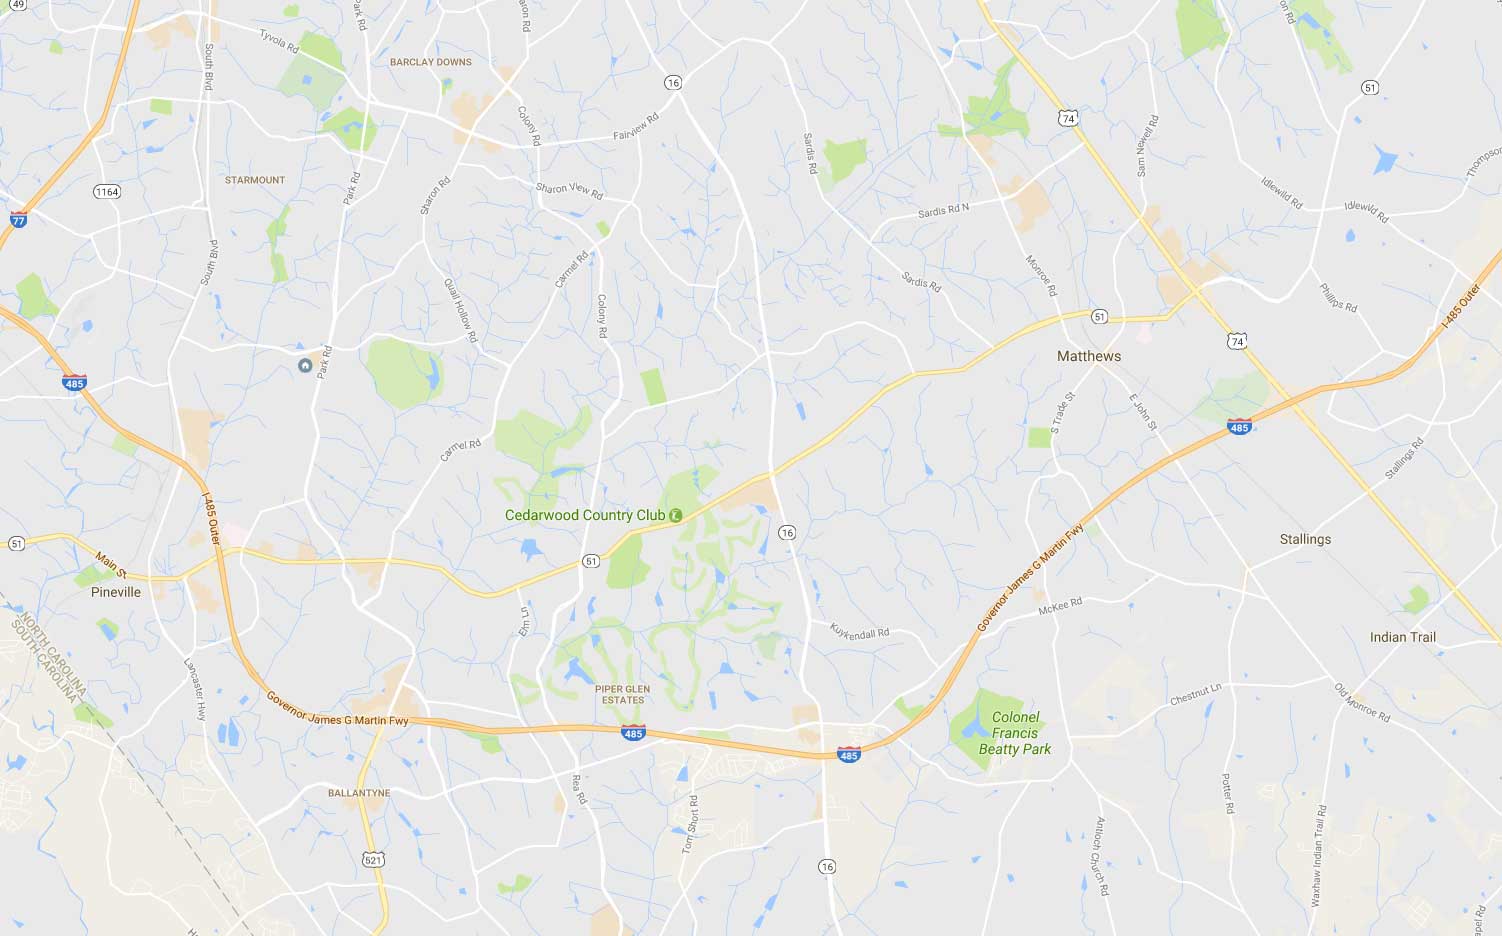 49
Park Rd
Tyvola Rd
South Blvd
BARCLAY DOWNS
16
Colony Rd
Fairview Rd
74
51
Sardis Rd
Sam Newell Rd
1164
STARMOUNT
Park Rd
Sharon Rd
Sharon View Rd
Sardis Rd N
Idlewild Rd
Idlewild Rd
77
South Blvd
Carmel Rd
Monroe Rd
Sardis Rd
Phillips Rd
I-485 Outer
Quail Hollow Rd
Colony Rd
51
74
Park Rd
Matthews
485
S Trade St
E John St
485
Carmel Rd
Stallings Rd
I-485 Outer
Cedarwood Country Club
16
51
Main St
Pineville
51
Governor James G Martin Fwy
Stallings
NORTH CAROLINA
SOUTH CAROLINA
Elm Ln
Kuykendall Rd
McKee Rd
Indian Trail
Lancaster Hwy
PIPER GLEN
ESTATES
Chestnut Ln
Old Monroe Rd
Governor James G Martin Fwy
485
485
Colonel
Francis
Beatty Park
BALLANTYNE
Rea Rd
Tom Short Rd
Potter Rd
Antioch Church Rd
Waxhaw Indian Trail Rd
521
16